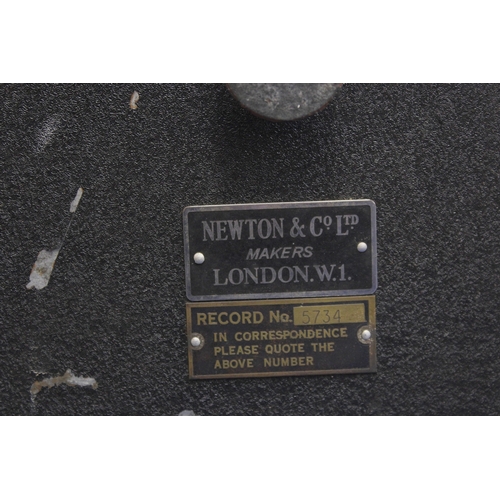 NEWTON & Co LTD
MAKERS
LONDON.W.1.
RECORD No. 5734
IN CORRESPONDENCE
PLEASE QUOTE THE
ABOVE NUMBER